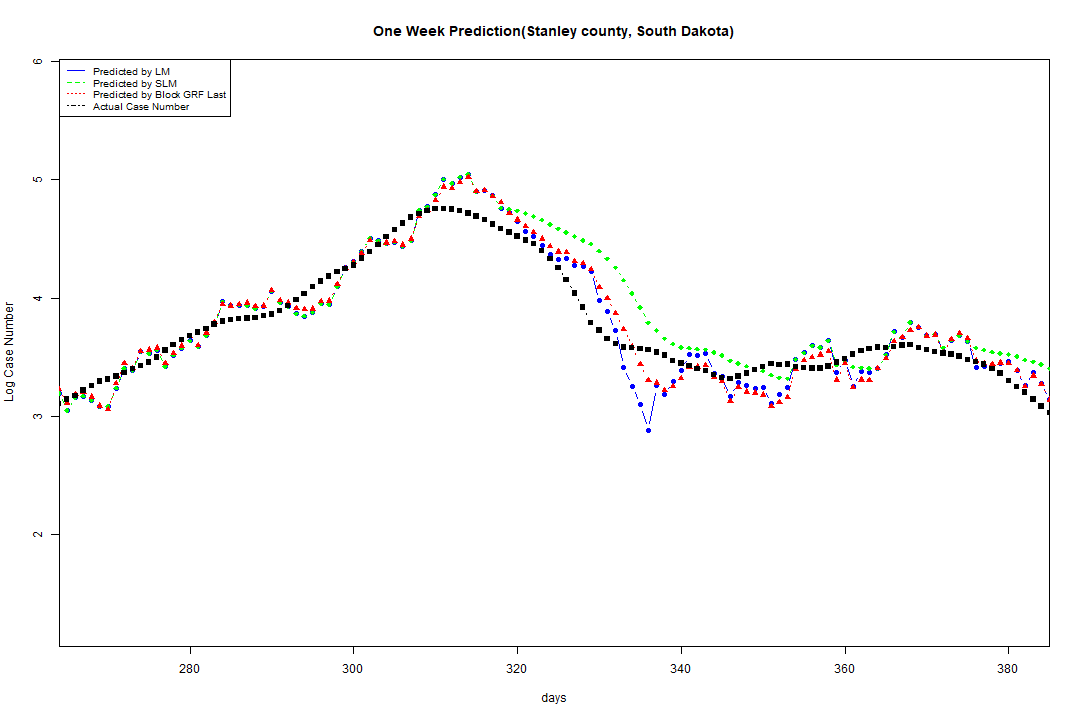 One Week Prediction(Stanley county, South Dakota)
Predicted by LM
Predicted by SLM
Predicted by Block GRF Last
Actual Case Number
6
5
4
3
2
Log Case Number
280 300 320 340 360 380
days